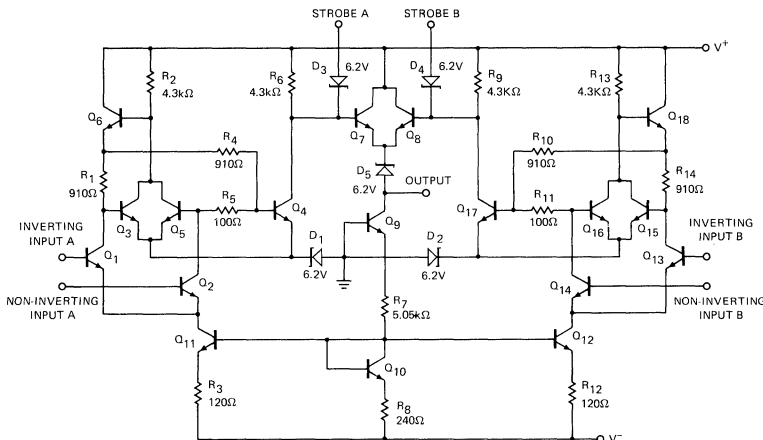 STROBE A
STROBE B
V+
R2
4.3kΩ
R6
4.3kΩ
D3 6.2V
D4 6.2V
R9
4.3KΩ
R13
4.3KΩ
Q6
Q7
Q8
Q18
R4
910Ω
R10
910Ω
R1
910Ω
D5
6.2V
OUTPUT
R14
910Ω
R5
100Ω
R11
100Ω
Q3
Q5
Q4
Q9
Q17
Q16
Q15
INVERTING
INPUT A
INVERTING
INPUT B
Q1
D1
6.2V
D2
6.2V
Q13
Q2
Q14
NON-INVERTING
INPUT A
NON-INVERTING
INPUT B
R7
5.05kΩ
Q11
Q12
Q10
R3
120Ω
R8
240Ω
R12
120Ω
V−